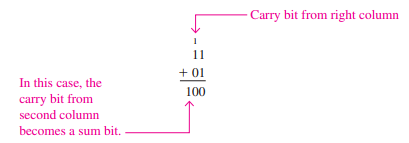 Carry bit from right column
1
11
+ 01
100
In this case, the
carry bit from
second column
becomes a sum bit.